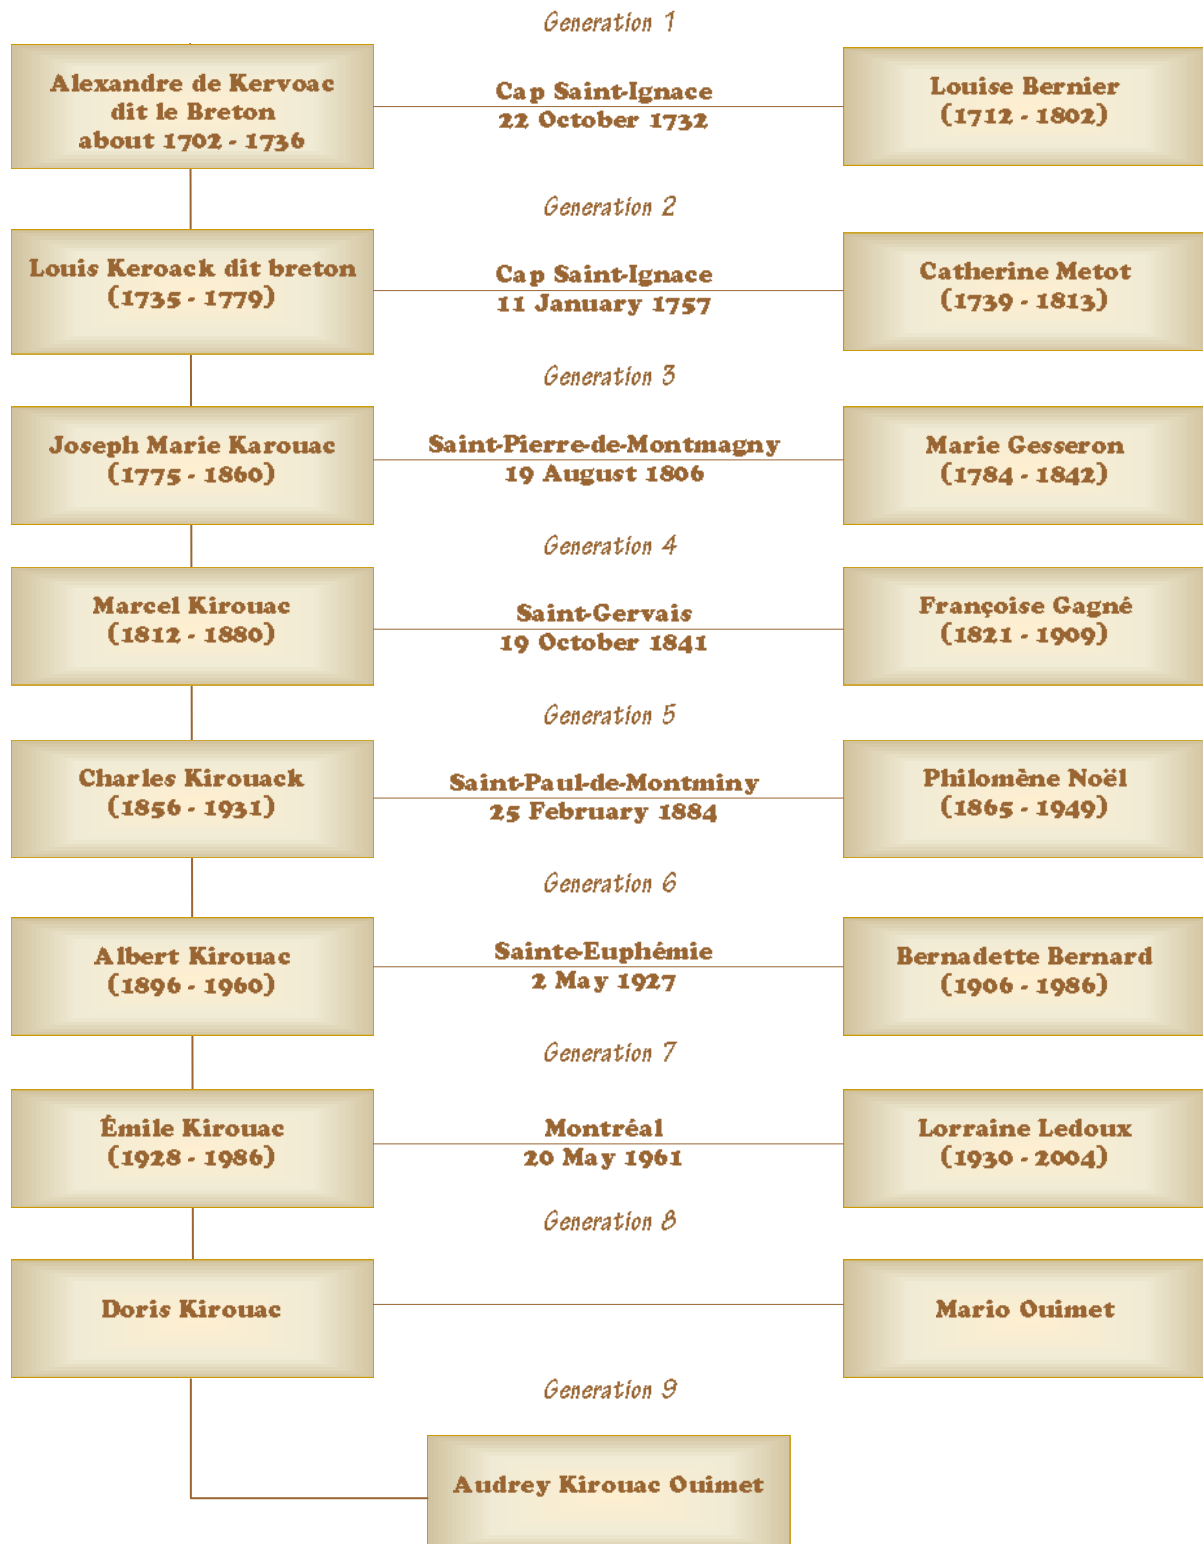 Generation 1
Alexandre de Kervoac
dit le Breton
about 1702 - 1736
Cap Saint-Ignace
22 October 1732
Louise Bernier
(1712 - 1802)
Generation 2
Louis Keroack dit breton
(1735 - 1779)
Cap Saint-Ignace
11 January 1757
Catherine Metot
(1739 - 1813)
Generation 3
Joseph Marie Karouac
(1775 - 1860)
Saint-Pierre-de-Montmagny
19 August 1806
Marie Gesseron
(1784 - 1842)
Generation 4
Marcel Kirouac
(1812 - 1880)
Saint-Gervais
19 October 1841
Françoise Gagné
(1821 - 1909)
Generation 5
Charles Kirouack
(1856 - 1931)
Saint-Paul-de-Montminy
25 February 1884
Philomène Noël
(1865 - 1949)
Generation 6
Albert Kirouac
(1896 - 1960)
Sainte-Euphémie
2 May 1927
Bernadette Bernard
(1906 - 1986)
Generation 7
Émile Kirouac
(1928 - 1986)
Montréal
20 May 1961
Lorraine Ledoux
(1930 - 2004)
Generation 8
Doris Kirouac
Mario Ouimet
Generation 9
Audrey Kirouac Ouimet